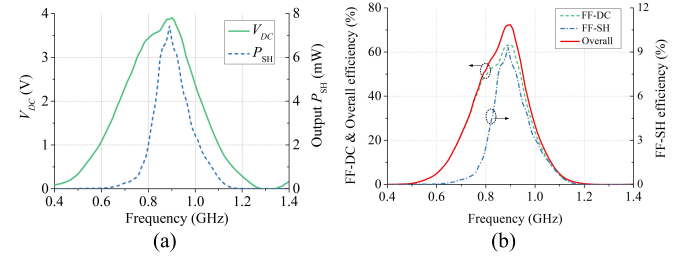 V_DC
P_SH
4
3
2
1
0
V_DC (V)
8
6
4
2
0
Output P_SH (mW)
0.4 0.6 0.8 1.0 1.2 1.4
Frequency (GHz)
(a)
FF-DC
FF-SH
Overall
80
60
40
20
0
FF-DC & Overall efficiency (%)
12
9
6
3
0
FF-SH efficiency (%)
0.4 0.6 0.8 1.0 1.2 1.4
Frequency (GHz)
(b)